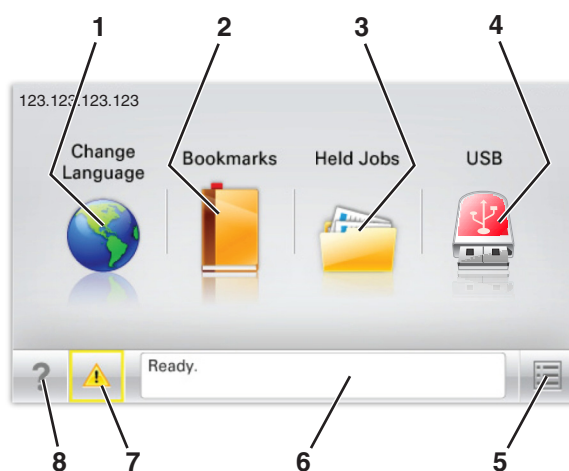 1 2 3 4
123.123.123.123
Change
Language
Bookmarks
Held Jobs
USB
?
Ready.
8 7 6 5